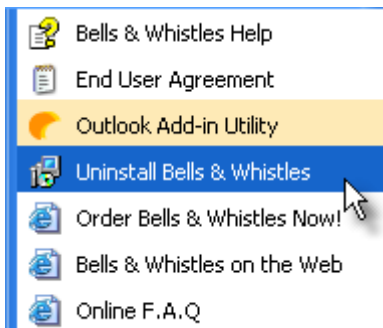 Bells & Whistles Help
End User Agreement
Outlook Add-in Utility
Uninstall Bells & Whistles
Order Bells & Whistles Now!
Bells & Whistles on the Web
Online F.A.Q